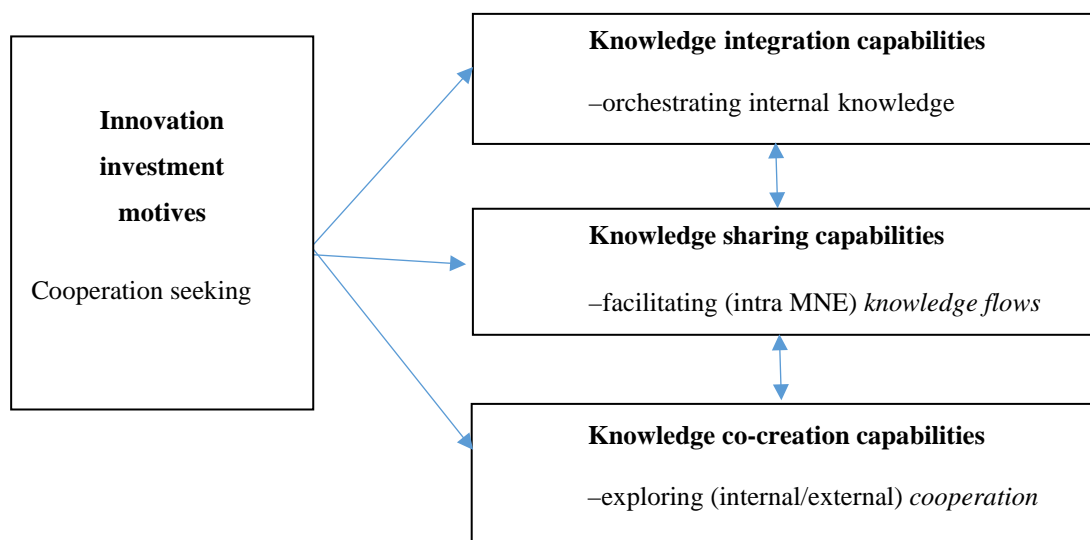 Innovation
investment
motives
Cooperation seeking
Knowledge integration capabilities
–orchestrating internal knowledge
Knowledge sharing capabilities
–facilitating (intra MNE) knowledge flows
Knowledge co-creation capabilities
–exploring (internal/external) cooperation